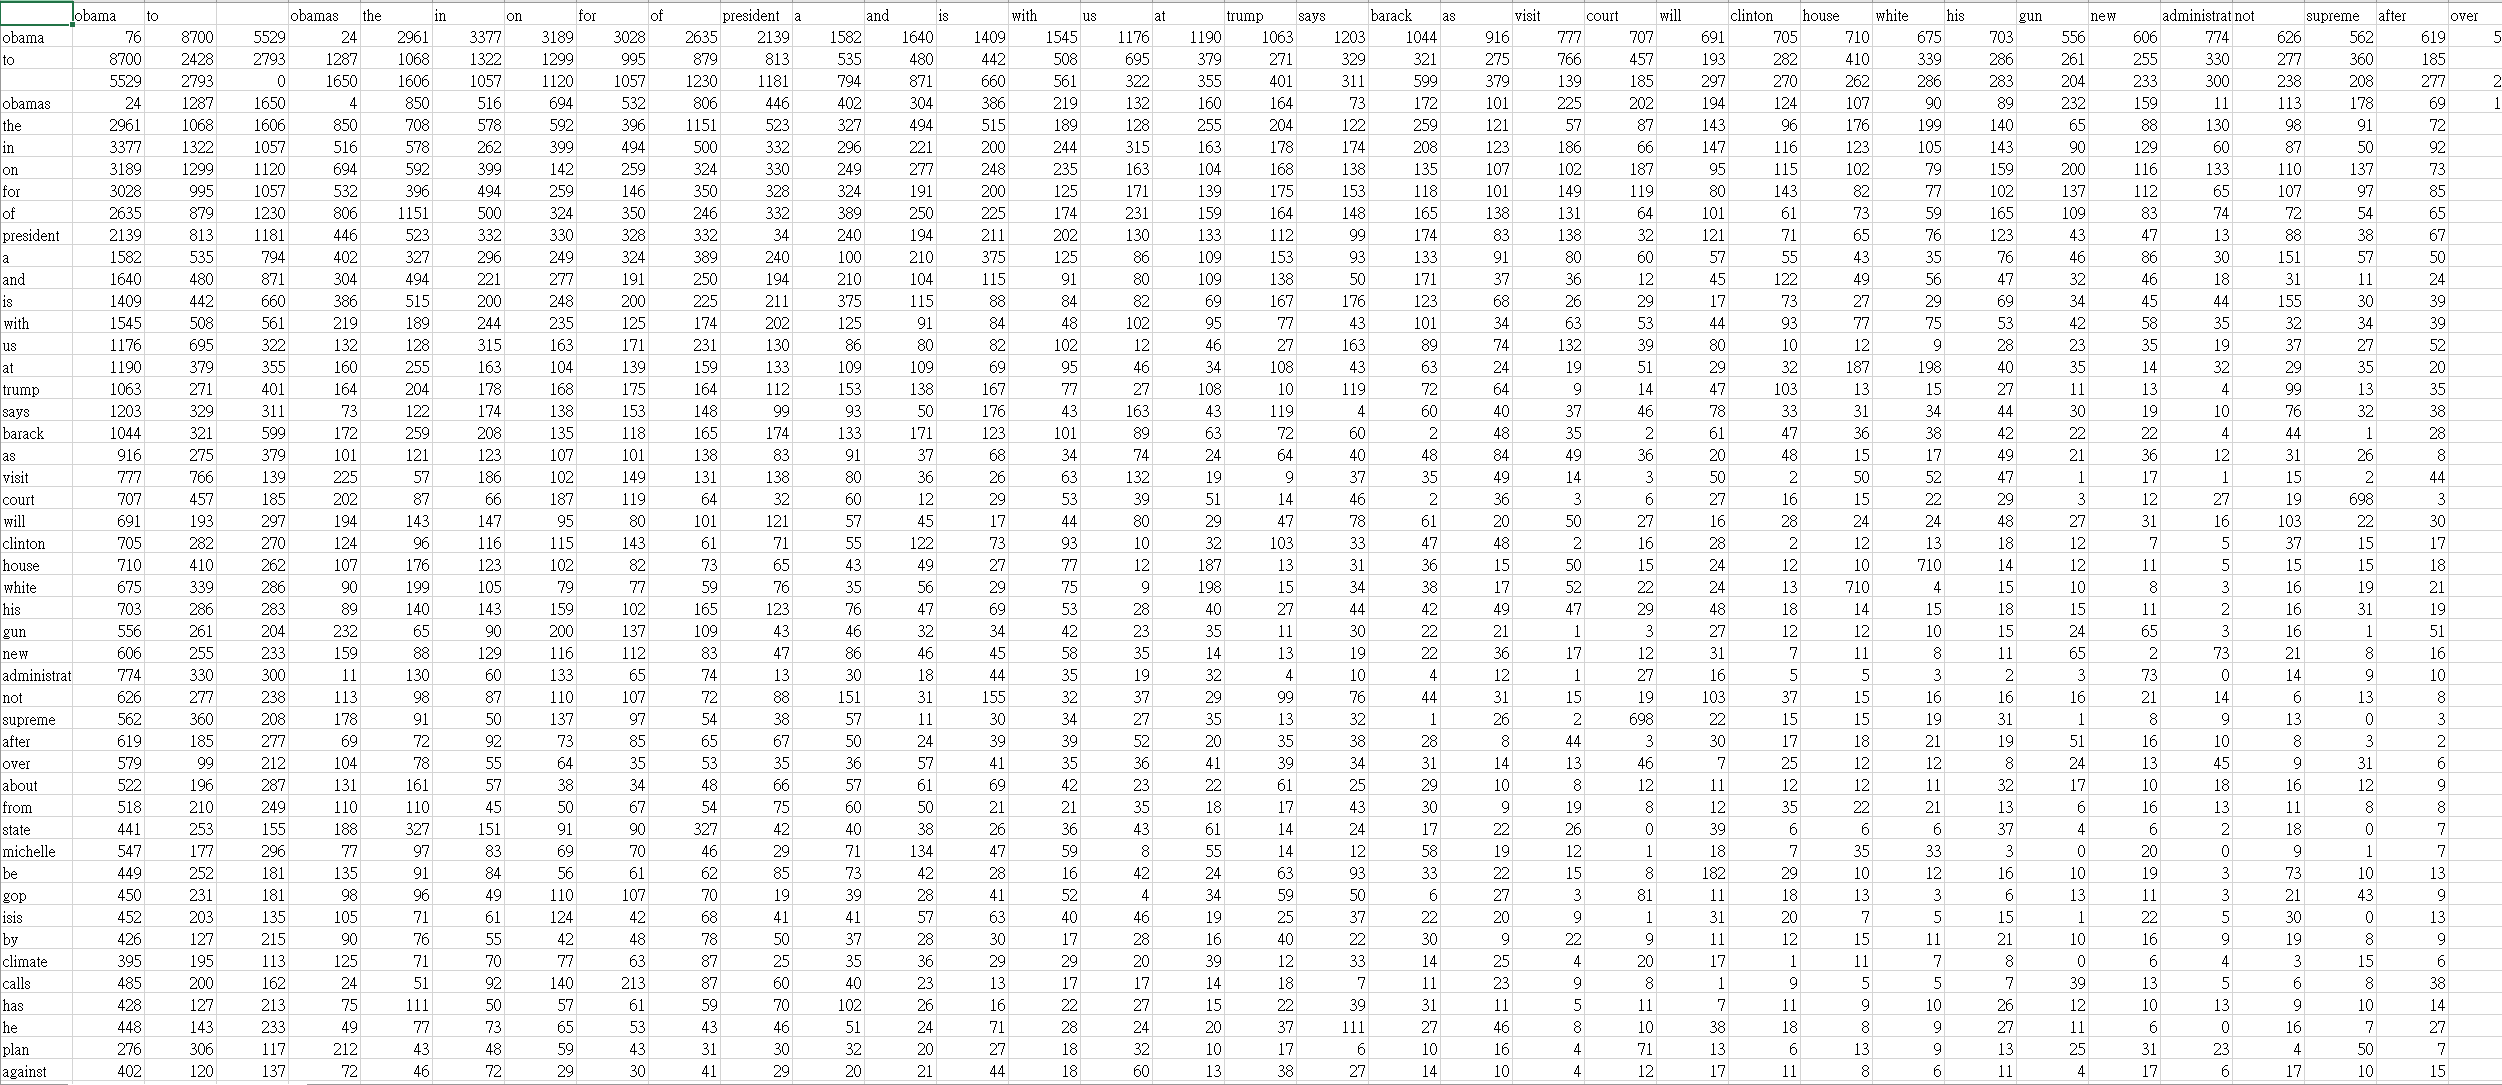 obama to obamas the in on for of president a and is with us at trump says barack as visit court will clinton house white his gun new administrat not supreme after over
obama 76 8700 5529 24 2961 3377 3189 3028 2635 2139 1582 1640 1409 1545 1176 1190 1063 1203 1044 916 777 707 691 705 710 675 703 556 606 774 626 562 619 5
to 8700 2428 2793 1287 1068 1322 1299 995 879 813 535 480 442 508 695 379 271 329 321 275 766 457 193 282 410 339 286 261 255 330 277 360 185
5529 2793 0 1650 1606 1057 1120 1057 1230 1181 794 871 660 561 322 355 401 311 599 379 139 185 297 270 262 286 283 204 233 300 238 208 277 2
obamas 24 1287 1650 4 850 516 694 532 806 446 402 304 386 219 132 160 164 73 172 101 225 202 194 124 107 90 89 232 159 11 113 178 69 1
the 2961 1068 1606 850 708 578 592 396 1151 523 327 494 515 189 128 255 204 122 259 121 57 87 143 96 176 199 140 65 88 130 98 91 72
in 3377 1322 1057 516 578 262 399 494 500 332 296 221 200 244 315 163 178 174 208 123 186 66 147 116 123 105 143 90 129 60 87 50 92
on 3189 1299 1120 694 592 399 142 259 324 330 249 277 248 235 163 104 168 138 135 107 102 187 95 115 102 79 159 200 116 133 110 137 73
for 3028 995 1057 532 396 494 259 146 350 328 324 191 200 125 171 139 175 153 118 101 149 119 80 143 82 77 102 137 112 65 107 97 85
of 2635 879 1230 806 1151 500 324 350 246 332 389 250 225 174 231 159 164 148 165 138 131 64 101 61 73 59 165 109 83 74 72 54 65
president 2139 813 1181 446 523 332 330 328 332 34 240 194 211 202 130 133 112 99 174 83 138 32 121 71 65 76 123 43 47 13 88 38 67
a 1582 535 794 402 327 296 249 324 389 240 100 210 375 125 86 109 153 93 133 91 80 60 57 55 43 35 76 46 86 30 151 57 50
and 1640 480 871 304 494 221 277 191 250 194 210 104 115 91 80 109 138 50 171 37 36 12 45 122 49 56 47 32 46 18 31 11 24
is 1409 442 660 386 515 200 248 200 225 211 375 115 88 84 82 69 167 176 123 68 26 29 17 73 27 29 69 34 45 44 155 30 39
with 1545 508 561 219 189 244 235 125 174 202 125 91 84 48 102 95 77 43 101 34 63 53 44 93 77 75 53 42 58 35 32 34 39
us 1176 695 322 132 128 315 163 171 231 130 86 80 82 102 12 46 27 163 89 74 132 39 80 10 12 9 28 23 35 19 37 27 52
at 1190 379 355 160 255 163 104 139 159 133 109 109 69 95 46 34 108 43 63 24 19 51 29 32 187 198 40 35 14 32 29 35 20
trump 1063 271 401 164 204 178 168 175 164 112 153 138 167 77 27 108 10 119 72 64 9 14 47 103 13 15 27 11 13 4 99 13 35
says 1203 329 311 73 122 174 138 153 148 99 93 50 176 43 163 43 119 4 60 40 37 46 78 33 31 34 44 30 19 10 76 32 38
barack 1044 321 599 172 259 208 135 118 165 174 133 171 123 101 89 63 72 60 2 48 35 2 61 47 36 38 42 22 22 4 44 1 28
as 916 275 379 101 121 123 107 101 138 83 91 37 68 34 74 24 64 40 48 84 49 36 20 48 15 17 49 21 36 12 31 26 8
visit 777 766 139 225 57 186 102 149 131 138 80 36 26 63 132 19 9 37 35 49 14 3 50 2 50 52 47 1 17 1 15 2 44
court 707 457 185 202 87 66 187 119 64 32 60 12 29 53 39 51 14 46 2 36 3 6 27 16 15 22 29 3 12 27 19 698 3
will 691 193 297 194 143 147 95 80 101 121 57 45 17 44 80 29 47 78 61 20 50 27 16 28 24 24 48 27 31 16 103 22 30
clinton 705 282 270 124 96 116 115 143 61 71 55 122 73 93 10 32 103 33 47 48 2 16 28 2 12 13 18 12 7 5 37 15 17
house 710 410 262 107 176 123 102 82 73 65 43 49 27 77 12 187 13 31 36 15 50 15 24 12 10 710 14 12 11 5 15 15 18
white 675 339 286 90 199 105 79 77 59 76 35 56 29 75 9 198 15 34 38 17 52 22 24 13 710 4 15 10 8 3 16 19 21
his 703 286 283 89 140 143 159 102 165 123 76 47 69 53 28 40 27 44 42 49 47 29 48 18 14 15 18 15 11 2 16 31 19
gun 556 261 204 232 65 90 200 137 109 43 46 32 34 42 23 35 11 30 22 21 1 3 27 12 12 10 15 24 65 3 16 1 51
new 606 255 233 159 88 129 116 112 83 47 86 46 45 58 35 14 13 19 22 36 17 12 31 7 11 8 11 65 2 73 21 8 16
administrat 774 330 300 11 130 60 133 65 74 13 30 18 44 35 19 32 4 10 4 12 1 27 16 5 5 3 2 3 73 0 14 9 10
not 626 277 238 113 98 87 110 107 72 88 151 31 155 32 37 29 99 76 44 31 15 19 103 37 15 16 16 16 21 14 6 13 8
supreme 562 360 208 178 91 50 137 97 54 38 57 11 30 34 27 35 13 32 1 26 2 698 22 15 15 19 31 1 8 9 13 0 3
after 619 185 277 69 72 92 73 85 65 67 50 24 39 39 52 20 35 38 28 8 44 3 30 17 18 21 19 51 16 10 8 3 2
over 579 99 212 104 78 55 64 35 53 35 36 57 41 35 36 41 39 34 31 14 13 46 7 25 12 12 8 24 13 45 9 31 6
about 522 196 287 131 161 57 38 34 48 66 57 61 69 42 23 22 61 25 29 10 8 12 11 12 12 11 32 17 10 18 16 12 9
from 518 210 249 110 110 45 50 67 54 75 60 50 21 21 35 18 17 43 30 9 19 8 12 35 22 21 13 6 16 13 11 8 8
state 441 253 155 188 327 151 91 90 327 42 40 38 26 36 43 61 14 24 17 22 26 0 39 6 6 6 37 4 6 2 18 0 7
michelle 547 177 296 77 97 83 69 70 46 29 71 134 47 59 8 55 14 12 58 19 12 1 18 7 35 33 3 0 20 0 9 1 7
be 449 252 181 135 91 84 56 61 62 85 73 42 28 16 42 24 63 93 33 22 15 8 182 29 10 12 16 10 19 3 73 10 13
gop 450 231 181 98 96 49 110 107 70 19 39 28 41 52 4 34 59 50 6 27 3 81 11 18 13 3 6 13 11 3 21 43 9
isis 452 203 135 105 71 61 124 42 68 41 41 57 63 40 46 19 25 37 22 20 9 1 31 20 7 5 15 1 22 5 30 0 13
by 426 127 215 90 76 55 42 48 78 50 37 28 30 17 28 16 40 22 30 9 22 9 11 12 15 11 21 10 16 9 19 8 9
climate 395 195 113 125 71 70 77 63 87 25 35 36 29 29 20 39 12 33 14 25 4 20 17 1 11 7 8 0 6 4 3 15 6
calls 485 200 162 24 51 92 140 213 87 60 40 23 13 17 17 14 18 7 11 23 9 8 1 9 5 5 7 39 13 5 6 8 38
has 428 127 213 75 111 50 57 61 59 70 102 26 16 22 27 15 22 39 31 11 5 11 7 11 9 10 26 12 10 13 9 10 14
he 448 143 233 49 77 73 65 53 43 46 51 24 71 28 24 20 37 111 27 46 8 10 38 18 8 9 27 11 6 0 16 7 27
plan 276 306 117 212 43 48 59 43 31 30 32 20 27 18 32 10 17 6 10 16 4 71 13 6 13 9 13 25 31 23 4 50 7
against 402 120 137 72 46 72 29 30 41 29 20 21 44 18 60 13 38 27 14 10 4 12 17 11 8 6 11 4 17 6 17 10 15